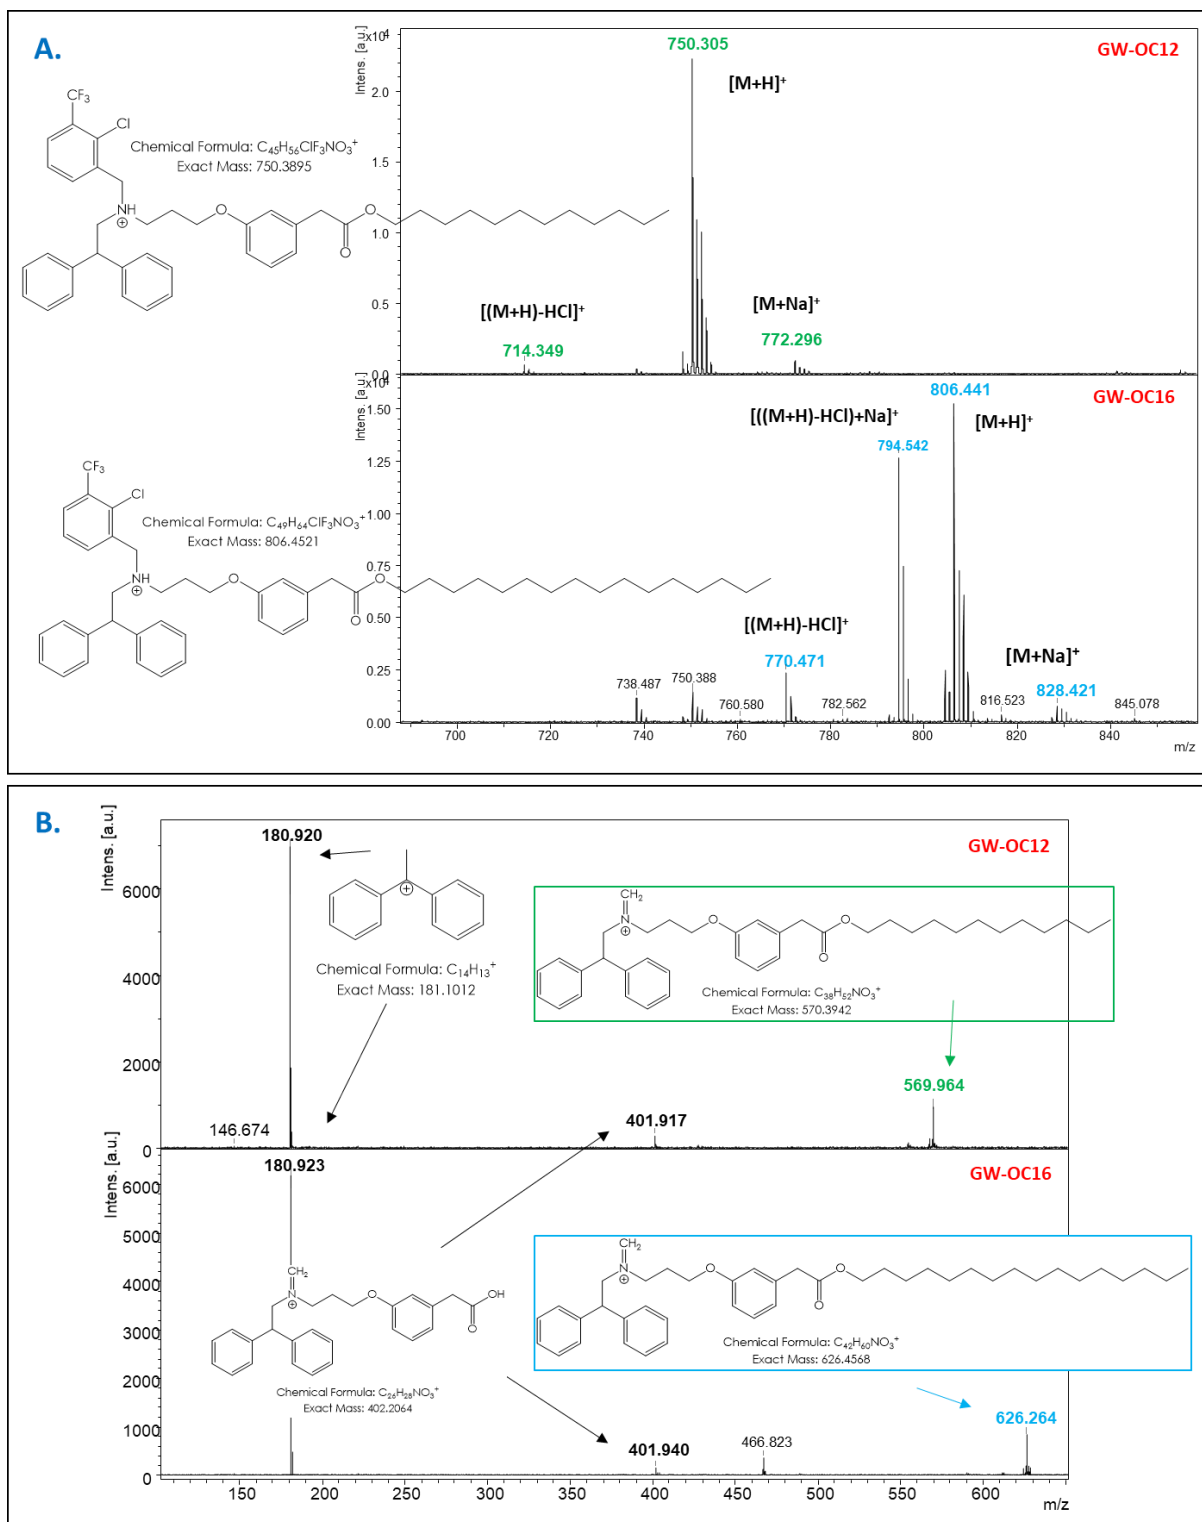 A.
GW-OC12
Intens. [a.u.]
x10⁴
750.305
[M+H]⁺
2.0
1.5
1.0
0.5
0.0
CF₃
Cl
Chemical Formula: C₄₅H₅₆ClF₃NO₃⁺
Exact Mass: 750.3895
NH
O
O
O
[(M+H)-HCl]⁺
714.349
[M+Na]⁺
772.296
GW-OC16
Intens. [a.u.]
x10⁴
806.441
[M+H]⁺
[((M+H)-HCl)+Na]⁺
794.542
1.50
1.25
1.00
0.75
0.50
0.25
0.00
CF₃
Cl
Chemical Formula: C₄₉H₆₄ClF₃NO₃⁺
Exact Mass: 806.4521
NH
O
O
O
[(M+H)-HCl]⁺
770.471
[M+Na]⁺
828.421
738.487
750.388
760.580
782.562
816.523
845.078
700
720
740
760
780
800
820
840
m/z
B.
Intens. [a.u.]
180.920
GW-OC12
6000
4000
2000
0
Chemical Formula: C₁₄H₁₃⁺
Exact Mass: 181.1012
CH₂
N
O
O
O
Chemical Formula: C₃₈H₅₂NO₃⁺
Exact Mass: 570.3942
569.964
401.917
146.674
Intens. [a.u.]
180.923
GW-OC16
6000
5000
4000
3000
2000
1000
0
CH₂
N
O
OH
O
Chemical Formula: C₂₆H₂₈NO₃⁺
Exact Mass: 402.2064
CH₂
N
O
O
O
Chemical Formula: C₄₂H₆₀NO₃⁺
Exact Mass: 626.4568
626.264
401.940
466.823
150
200
250
300
350
400
450
500
550
600
m/z